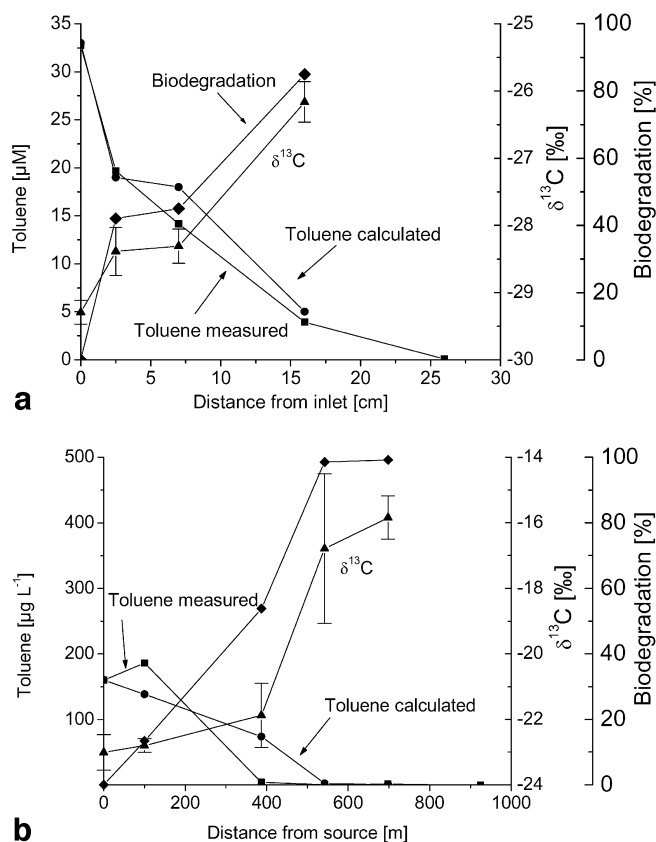 35
30
25
20
15
10
5
0
Toluene [µM]
0
5
10
15
20
25
30
Distance from inlet [cm]
-25
-26
-27
-28
-29
-30
δ¹³C [‰]
100
80
60
40
20
0
Biodegradation [%]
Biodegradation
δ¹³C
Toluene calculated
Toluene measured
a
500
400
300
200
100
Toluene [µg L⁻¹]
0
200
400
600
800
1000
Distance from source [m]
-14
-16
-18
-20
-22
-24
δ¹³C [‰]
100
80
60
40
20
0
Biodegradation [%]
δ¹³C
Toluene measured
Toluene calculated
b